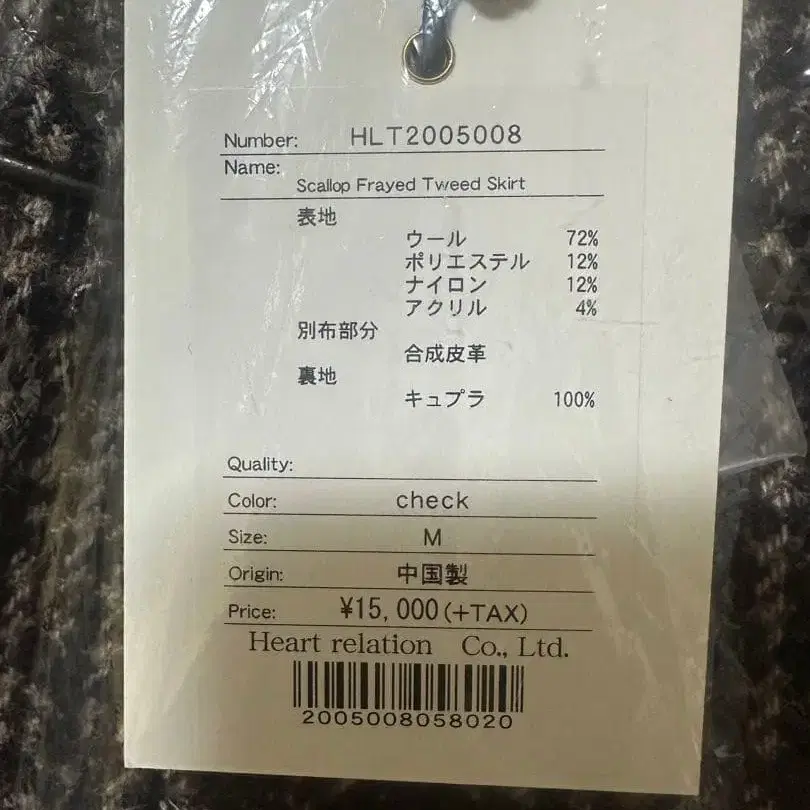 Number: HLT2005008
Name:
Scallop Frayed Tweed Skirt
表地
ウール 72%
ポリエステル 12%
ナイロン 12%
アクリル 4%
別布部分
合成皮革
裏地
キュプラ 100%
Quality:
Color: check
Size: M
Origin: 中国製
Price: ¥15,000(+TAX)
Heart relation Co., Ltd.
2005008058020